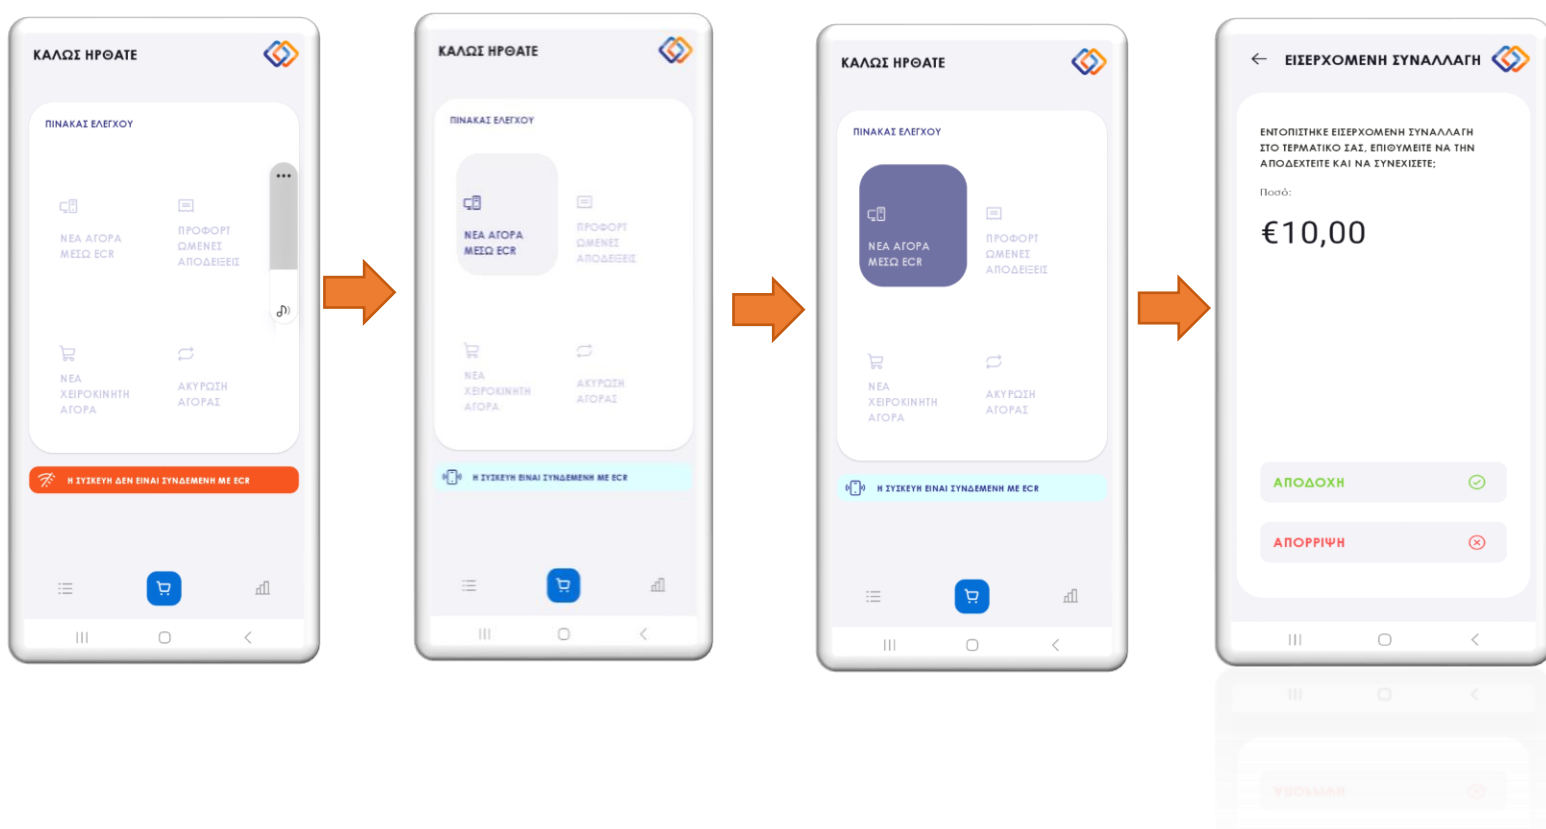 ΚΑΛΩΣ ΗΡΘΑΤΕ
ΠΙΝΑΚΑΣ ΕΛΕΓΧΟΥ
ΝΕΑ ΑΓΟΡΑ
ΜΕΣΩ ECR
ΠΡΟΦΟΡΤ
ΩΜΕΝΕΣ
ΑΠΟΔΕΙΞΕΙΣ
ΝΕΑ
ΧΕΙΡΟΚΙΝΗΤΗ
ΑΓΟΡΑ
ΑΚΥΡΩΣΗ
ΑΓΟΡΑΣ
Η ΣΥΣΚΕΥΗ ΔΕΝ ΕΙΝΑΙ ΣΥΝΔΕΜΕΝΗ ΜΕ ECR
ΚΑΛΩΣ ΗΡΘΑΤΕ
ΠΙΝΑΚΑΣ ΕΛΕΓΧΟΥ
ΝΕΑ ΑΓΟΡΑ
ΜΕΣΩ ECR
ΠΡΟΦΟΡΤ
ΩΜΕΝΕΣ
ΑΠΟΔΕΙΞΕΙΣ
ΝΕΑ
ΧΕΙΡΟΚΙΝΗΤΗ
ΑΓΟΡΑ
ΑΚΥΡΩΣΗ
ΑΓΟΡΑΣ
Η ΣΥΣΚΕΥΗ ΕΙΝΑΙ ΣΥΝΔΕΜΕΝΗ ΜΕ ECR
ΚΑΛΩΣ ΗΡΘΑΤΕ
ΠΙΝΑΚΑΣ ΕΛΕΓΧΟΥ
ΝΕΑ ΑΓΟΡΑ
ΜΕΣΩ ECR
ΠΡΟΦΟΡΤ
ΩΜΕΝΕΣ
ΑΠΟΔΕΙΞΕΙΣ
ΝΕΑ
ΧΕΙΡΟΚΙΝΗΤΗ
ΑΓΟΡΑ
ΑΚΥΡΩΣΗ
ΑΓΟΡΑΣ
Η ΣΥΣΚΕΥΗ ΕΙΝΑΙ ΣΥΝΔΕΜΕΝΗ ΜΕ ECR
ΕΙΣΕΡΧΟΜΕΝΗ ΣΥΝΑΛΛΑΓΗ
ΕΝΤΟΠΙΣΤΗΚΕ ΕΙΣΕΡΧΟΜΕΝΗ ΣΥΝΑΛΛΑΓΗ
ΣΤΟ ΤΕΡΜΑΤΙΚΟ ΣΑΣ, ΕΠΙΘΥΜΕΙΤΕ ΝΑ ΤΗΝ
ΑΠΟΔΕΧΤΕΙΤΕ ΚΑΙ ΝΑ ΣΥΝΕΧΙΣΕΤΕ;
Ποσό:
€10,00
ΑΠΟΔΟΧΗ
ΑΠΟΡΡΙΨΗ